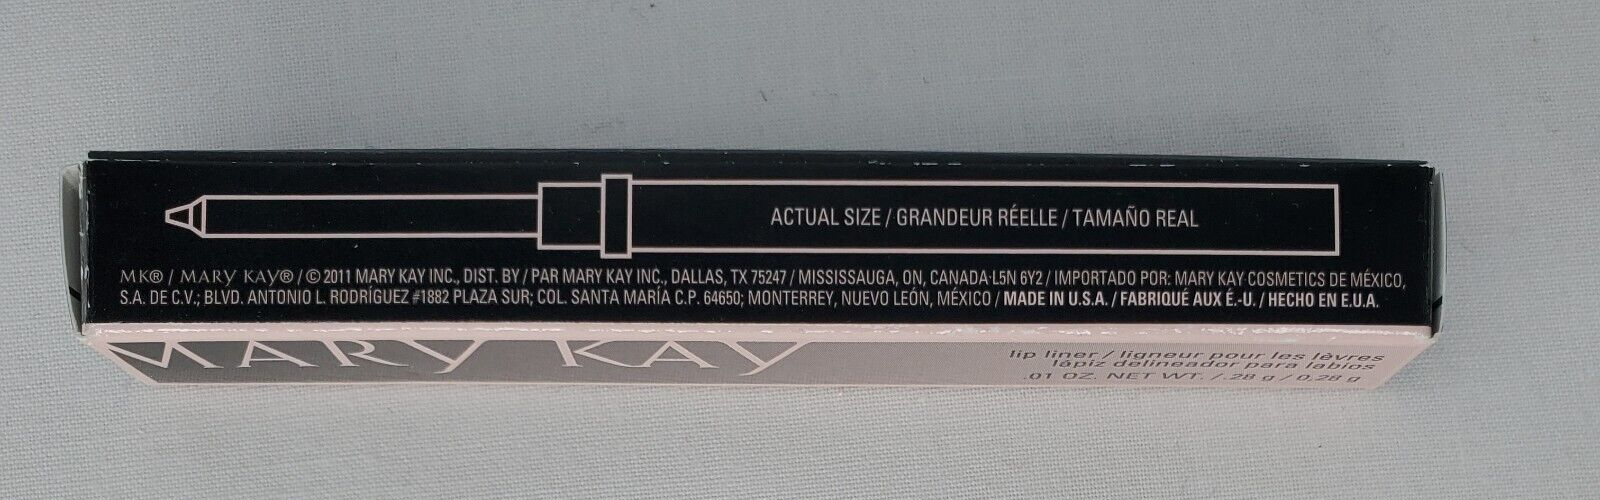 ACTUAL SIZE / GRANDEUR RÉELLE / TAMAÑO REAL
MK® / MARY KAY® / © 2011 MARY KAY INC., DIST. BY / PAR MARY KAY INC., DALLAS, TX 75247 / MISSISSAUGA, ON, CANADA L5N 6Y2 / IMPORTADO POR: MARY KAY COSMETICS DE MÉXICO,
S.A. DE C.V.; BLVD. ANTONIO L. RODRÍGUEZ #1882 PLAZA SUR; COL. SANTA MARÍA C.P. 64650; MONTERREY, NUEVO LEÓN, MÉXICO / MADE IN U.S.A. / FABRIQUÉ AUX É.-U. / HECHO EN E.U.A.
MARY KAY
lip liner / ligneur pour les lèvres
lápiz delineador para labios
.01 OZ. NET WT. / .28 g / 0,28 g